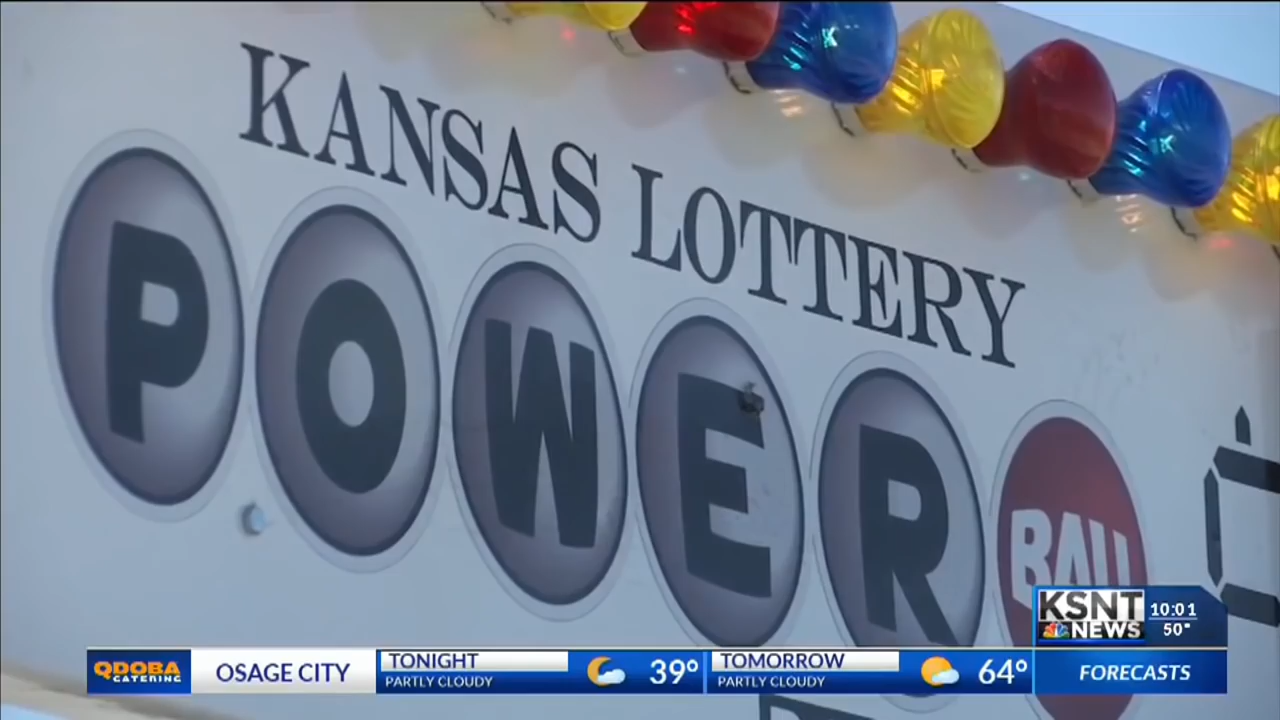 KANSAS LOTTERY
POWER
BALL
KSNT
NEWS
10:01
50°
QDOBA
CATERING
OSAGE CITY
TONIGHT
PARTLY CLOUDY
39°
TOMORROW
PARTLY CLOUDY
64°
FORECASTS